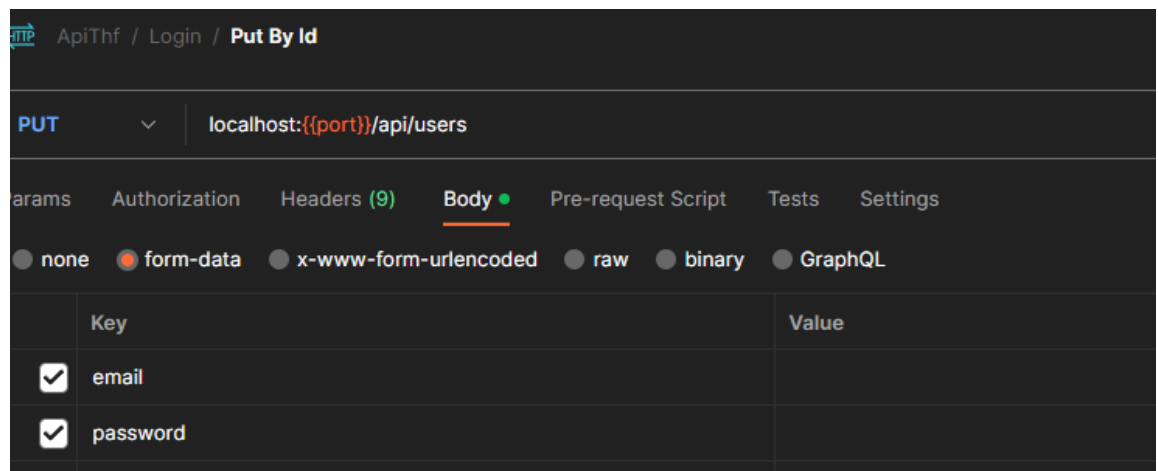 HTTP ApiThf / Login / Put By Id
PUT localhost:{{port}}/api/users
arams Authorization Headers (9) Body Pre-request Script Tests Settings
none form-data x-www-form-urlencoded raw binary GraphQL
Key Value
email
password